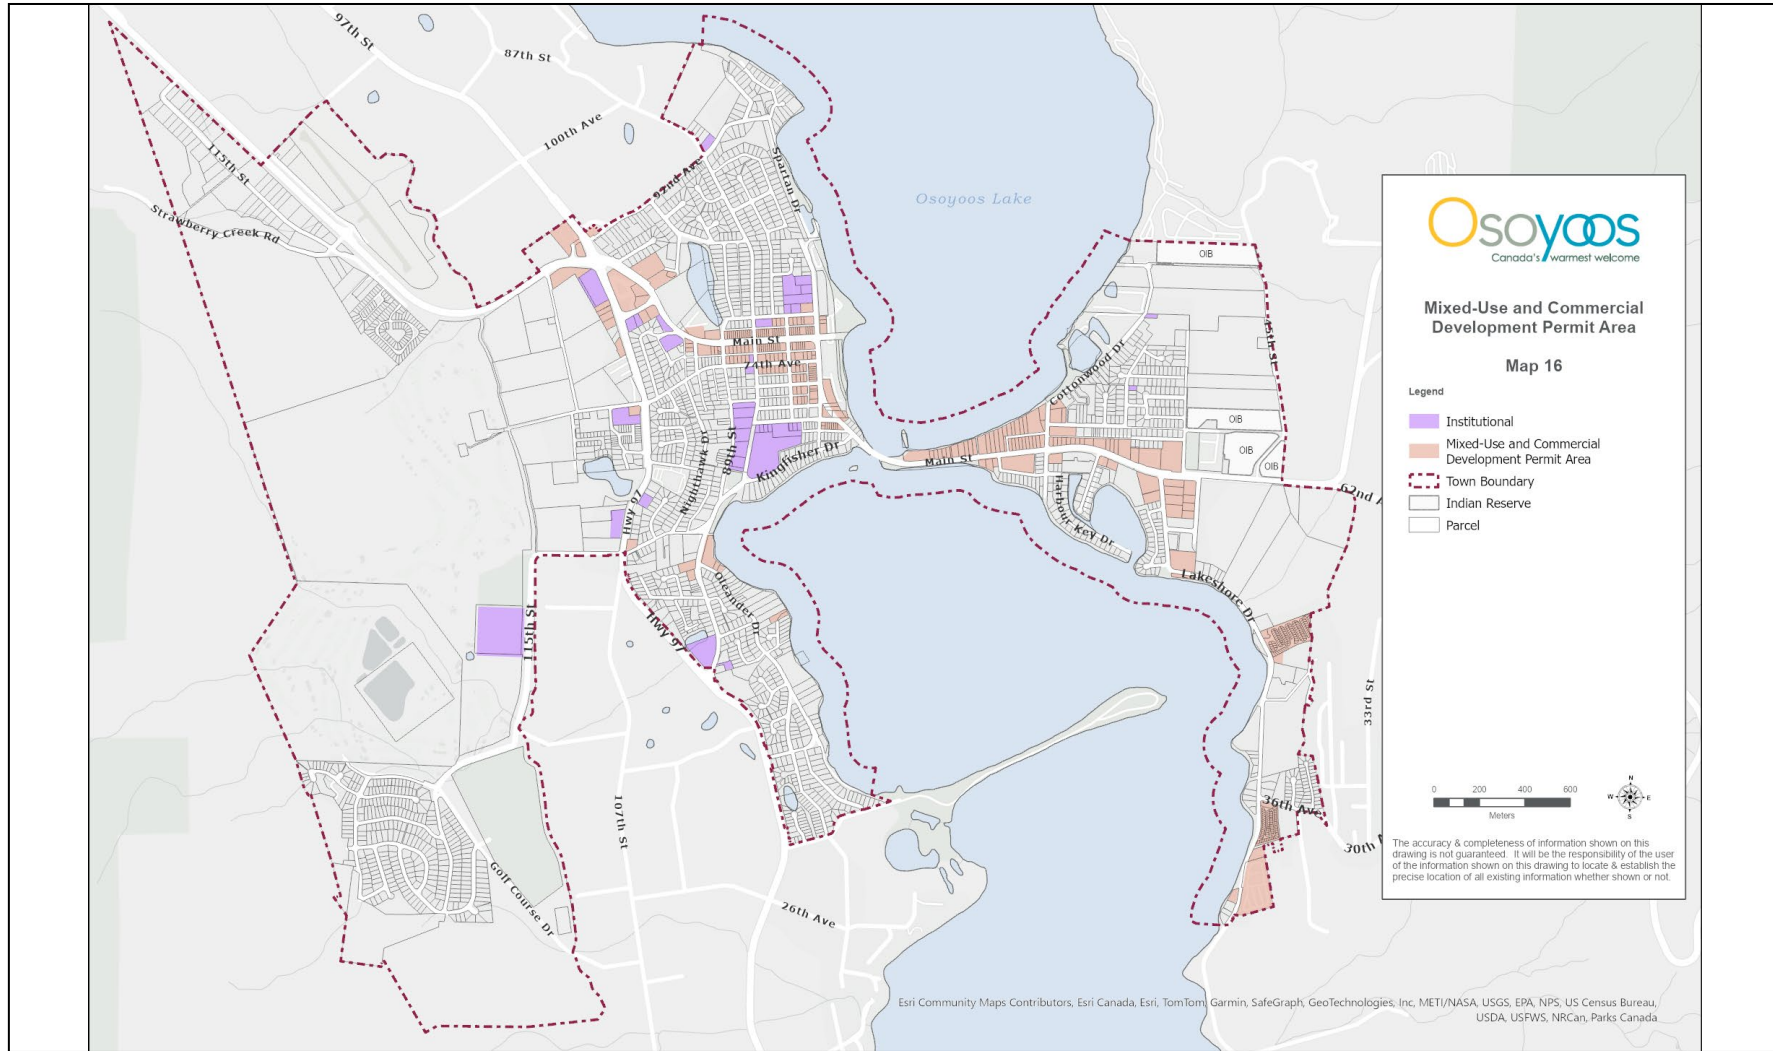 97th St
87th St
100th Ave
92nd Ave
Spartan Dr
115th St
Strawberry Creek Rd
Osoyoos Lake
OIB
45th St
Main St
74th Ave
Cottonwood Dr
OIB
OIB
OIB
Nighthawk Dr
89th St
Kingfisher Dr
Main St
62nd A
Hwy 97
Harbour Key Dr
Oleander Dr
Lakeshore Dr
Hwy 97
115th St
33rd St
107th St
36th Ave
30th A
Golf Course Dr
26th Ave
Osoyoos
Canada's warmest welcome
Mixed-Use and Commercial
Development Permit Area
Map 16
Legend
Institutional
Mixed-Use and Commercial
Development Permit Area
Town Boundary
Indian Reserve
Parcel
0 200 400 600
Meters
N
W E
S
The accuracy & completeness of information shown on this
drawing is not guaranteed. It will be the responsibility of the user
of the information shown on this drawing to locate & establish the
precise location of all existing information whether shown or not.
Esri Community Maps Contributors, Esri Canada, Esri, TomTom, Garmin, SafeGraph, GeoTechnologies, Inc, METI/NASA, USGS, EPA, NPS, US Census Bureau,
USDA, USFWS, NRCan, Parks Canada